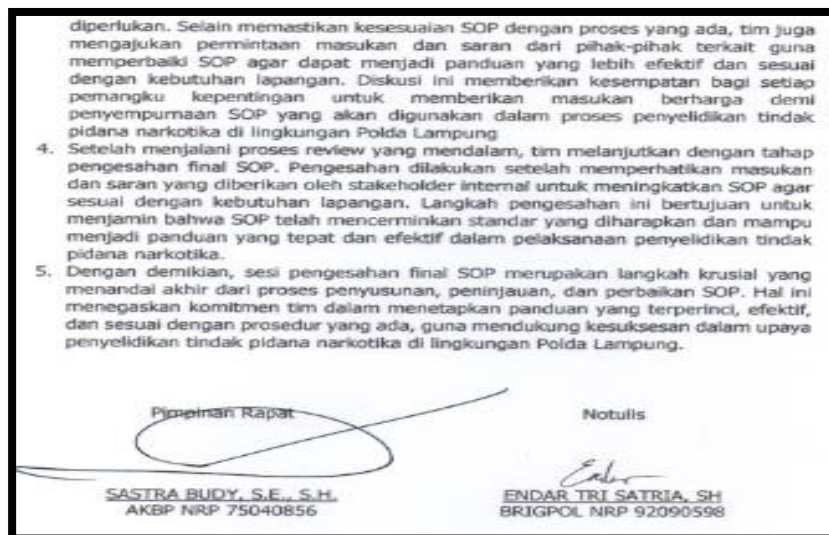 diperlukan. Selain memastikan kesesuaian SOP dengan proses yang ada, tim juga
mengajukan permintaan masukan dan saran dari pihak-pihak terkait guna
memperbaiki SOP agar dapat menjadi panduan yang lebih efektif dan sesuai
dengan kebutuhan lapangan. Diskusi ini memberikan kesempatan bagi setiap
pemangku kepentingan untuk memberikan masukan berharga demi
penyempurnaan SOP yang akan digunakan dalam proses penyelidikan tindak
pidana narkotika di lingkungan Polda Lampung
4. Setelah menjalani proses review yang mendalam, tim melanjutkan dengan tahap
pengesahan final SOP. Pengesahan dilakukan setelah memperhatikan masukan
dan saran yang diberikan oleh stakeholder internal untuk meningkatkan SOP agar
sesuai dengan kebutuhan lapangan. Langkah pengesahan ini bertujuan untuk
menjamin bahwa SOP telah mencerminkan standar yang diharapkan dan mampu
menjadi panduan yang tepat dan efektif dalam pelaksanaan penyelidikan tindak
pidana narkotika.
5. Dengan demikian, sesi pengesahan final SOP merupakan langkah krusial yang
menandai akhir dari proses penyusunan, peninjauan, dan perbaikan SOP. Hal ini
menegaskan komitmen tim dalam menetapkan panduan yang terperinci, efektif,
dan sesuai dengan prosedur yang ada, guna mendukung kesuksesan dalam upaya
penyelidikan tindak pidana narkotika di lingkungan Polda Lampung.
Pimpinan Rapat
Notulis
SASTRA BUDY, S.E., S.H.
AKBP NRP 75040856
ENDAR TRI SATRIA, SH
BRIGPOL NRP 92090598